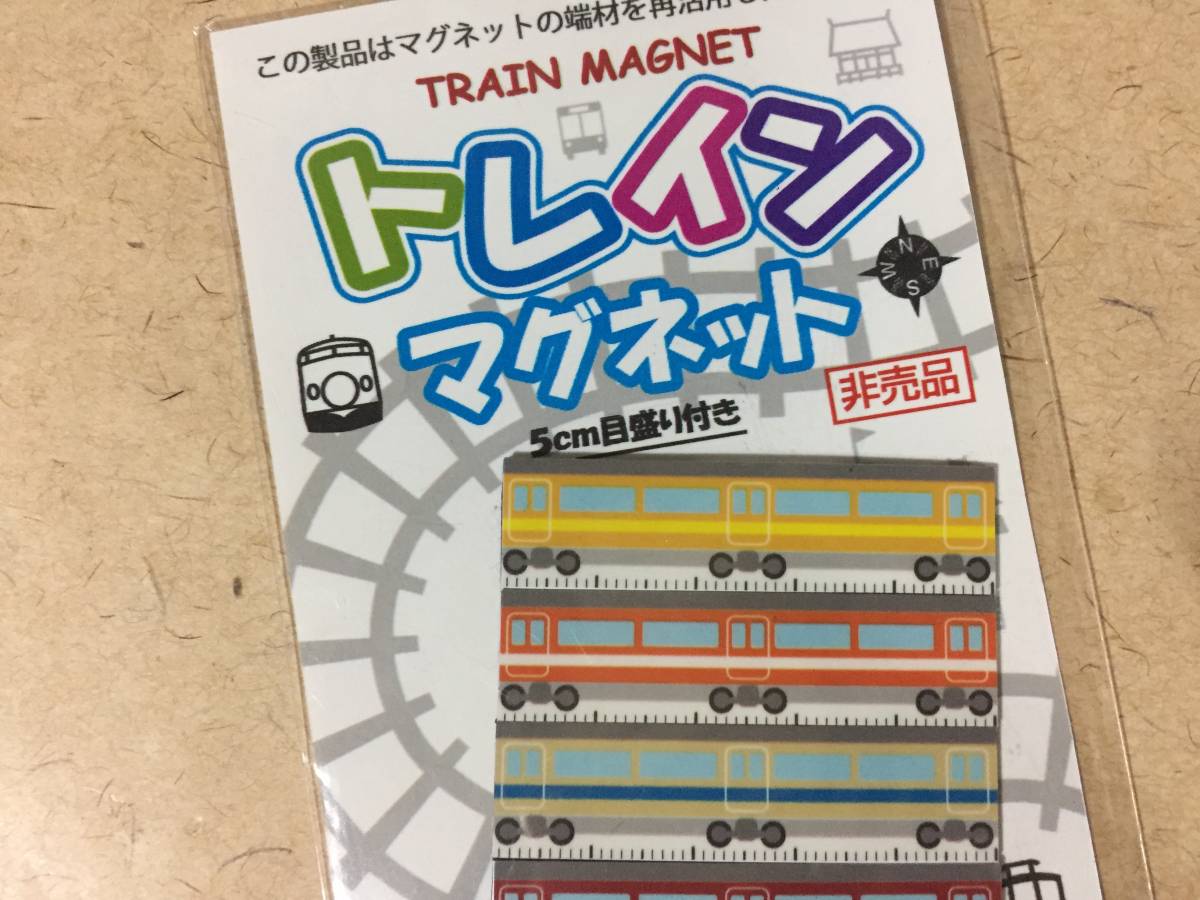 この製品はマグネットの端材を再活用し
TRAIN MAGNET
トレイン
マグネット
N
E
W
S
非売品
5cm目盛り付き